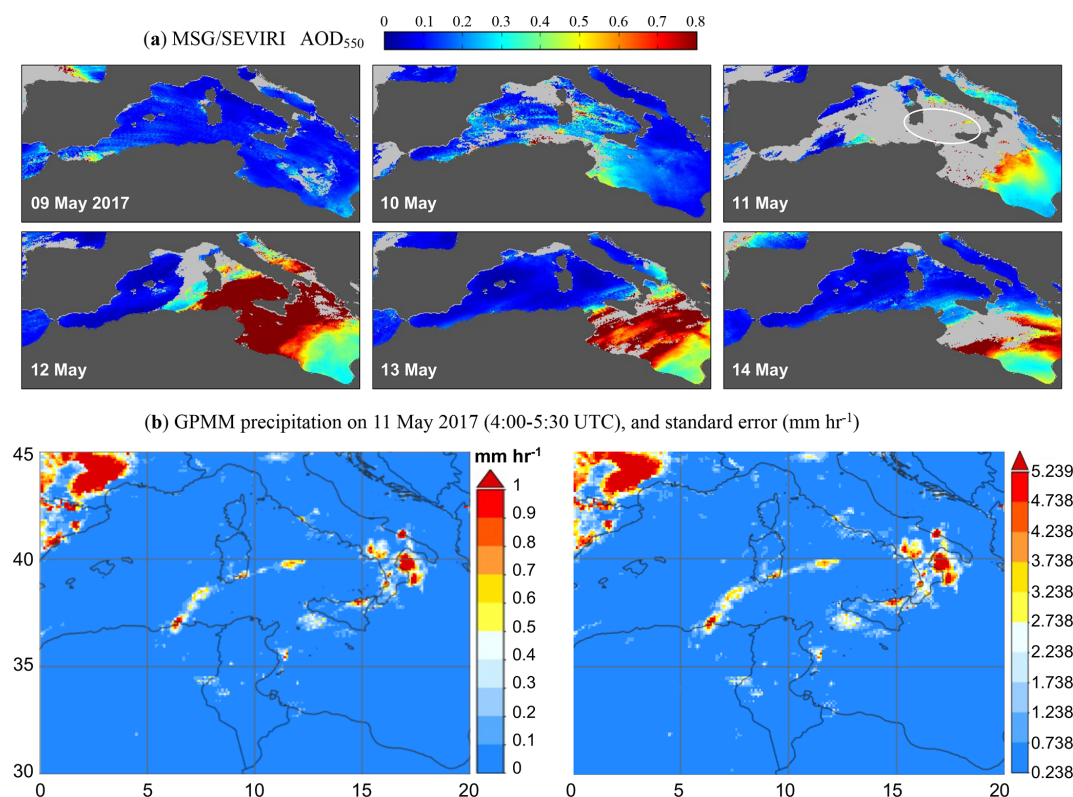 0 0.1 0.2 0.3 0.4 0.5 0.6 0.7 0.8
(a) MSG/SEVIRI AOD550
09 May 2017
10 May
11 May
12 May
13 May
14 May
(b) GPMM precipitation on 11 May 2017 (4:00-5:30 UTC), and standard error (mm hr-1)
45
40
35
30
0 5 10 15 20
mm hr-1
1
0.9
0.8
0.7
0.6
0.5
0.4
0.3
0.2
0.1
0
0 5 10 15 20
5.239
4.738
4.238
3.738
3.238
2.738
2.238
1.738
1.238
0.738
0.238